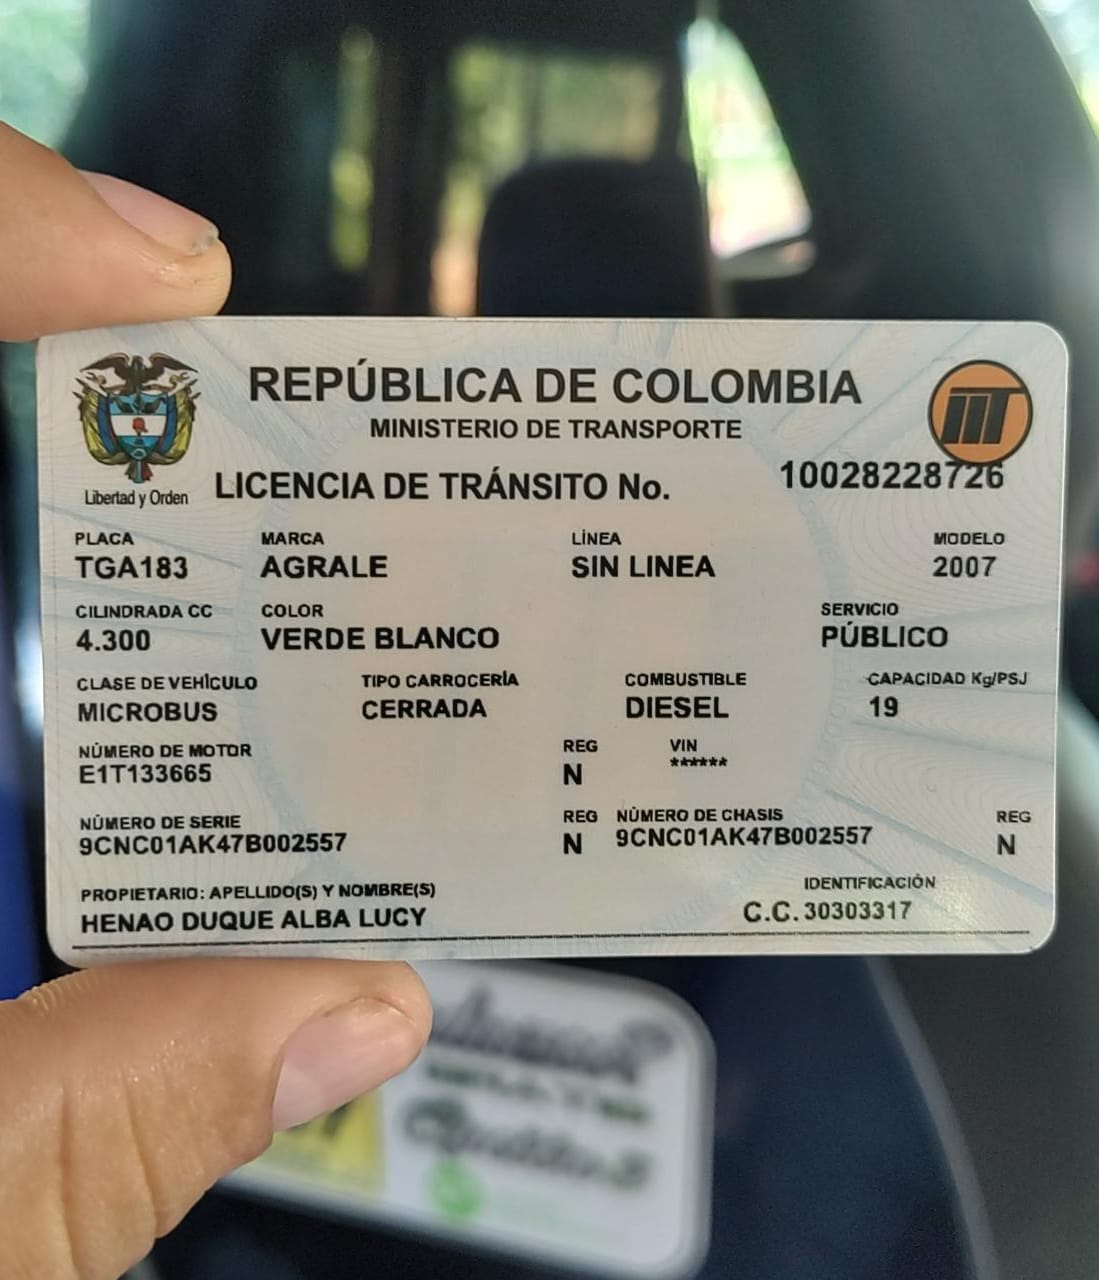 REPÚBLICA DE COLOMBIA
MINISTERIO DE TRANSPORTE
Libertad y Orden
LICENCIA DE TRÁNSITO No. 10028228726
PLACA MARCA LÍNEA MODELO
TGA183 AGRALE SIN LINEA 2007
CILINDRADA CC COLOR SERVICIO
4.300 VERDE BLANCO PÚBLICO
CLASE DE VEHÍCULO TIPO CARROCERÍA COMBUSTIBLE CAPACIDAD Kg/PSJ
MICROBUS CERRADA DIESEL 19
NÚMERO DE MOTOR REG VIN
E1T133665 N ******
NÚMERO DE SERIE REG NÚMERO DE CHASIS REG
9CNC01AK47B002557 N 9CNC01AK47B002557 N
PROPIETARIO: APELLIDO(S) Y NOMBRE(S) IDENTIFICACIÓN
HENAO DUQUE ALBA LUCY C.C. 30303317